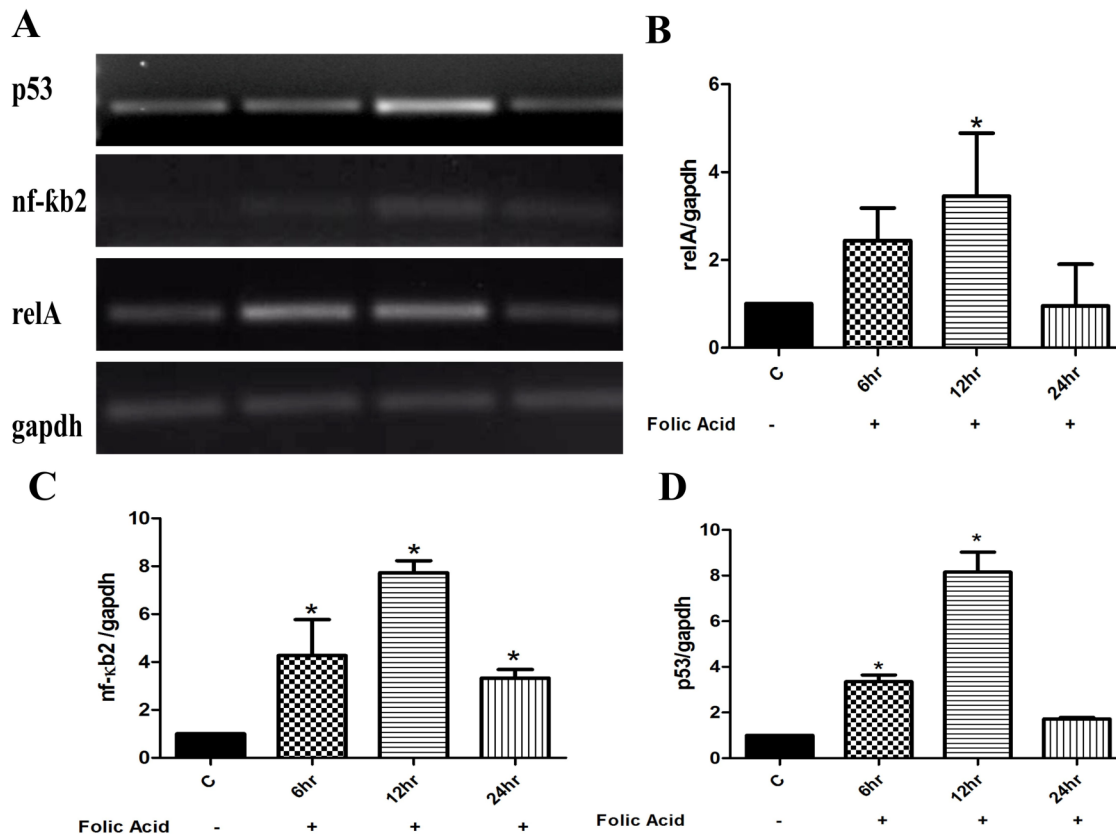 A
p53
nf-ƙb2
relA
gapdh
B
relA/gapdh
6
4
2
0
*
C 6hr 12hr 24hr
Folic Acid - + + +
C
nf-κb2 /gapdh
10
8
6
4
2
0
* * *
C 6hr 12hr 24hr
Folic Acid - + + +
D
p53/gapdh
10
8
6
4
2
0
* *
C 6hr 12hr 24hr
Folic Acid - + + +